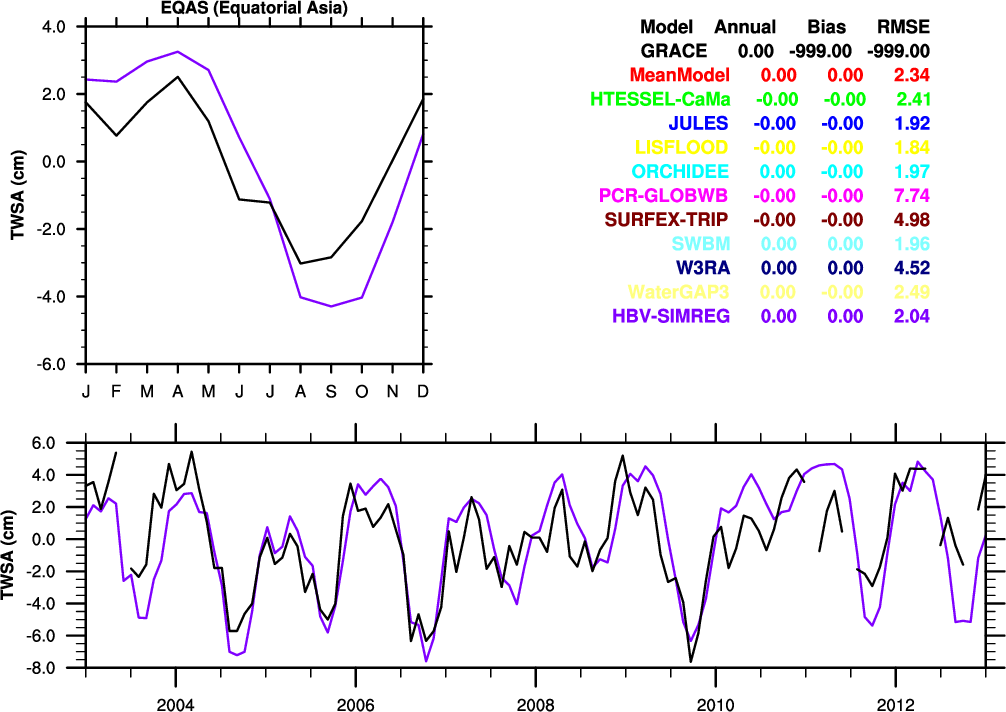 EQAS (Equatorial Asia)
4.0
2.0
0.0
-2.0
-4.0
-6.0
TWSA (cm)
J F M A M J J A S O N D
Model Annual Bias RMSE
GRACE 0.00 -999.00 -999.00
MeanModel 0.00 0.00 2.34
HTESSEL-CaMa -0.00 -0.00 2.41
JULES -0.00 -0.00 1.92
LISFLOOD -0.00 -0.00 1.84
ORCHIDEE 0.00 -0.00 1.97
PCR-GLOBWB -0.00 -0.00 7.74
SURFEX-TRIP -0.00 -0.00 4.98
SWBM 0.00 0.00 1.96
W3RA 0.00 0.00 4.52
WaterGAP3 0.00 -0.00 2.49
HBV-SIMREG 0.00 0.00 2.04
6.0
4.0
2.0
0.0
-2.0
-4.0
-6.0
-8.0
TWSA (cm)
2004 2006 2008 2010 2012